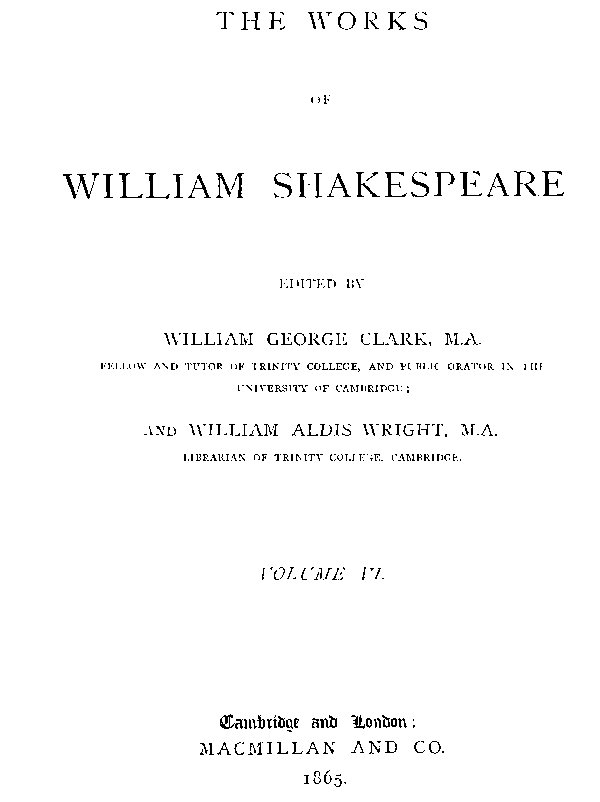 THE WORKS
OF
WILLIAM SHAKESPEARE
EDITED BY
WILLIAM GEORGE CLARK, M.A.
FELLOW AND TUTOR OF TRINITY COLLEGE, AND PUBLIC ORATOR IN THE
UNIVERSITY OF CAMBRIDGE;
AND WILLIAM ALDIS WRIGHT, M.A.
LIBRARIAN OF TRINITY COLLEGE, CAMBRIDGE.
VOLUME VI.
Cambridge and London:
MACMILLAN AND CO.
1865.